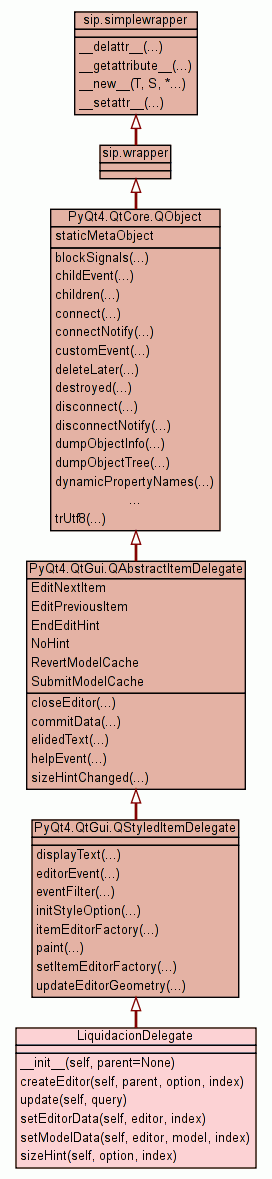 sip.simplewrapper
__delattr__(...)
__getattribute__(...)
__new__(T, S, *...)
__setattr__(...)
sip.wrapper
PyQt4.QtCore.QObject
staticMetaObject
blockSignals(...)
childEvent(...)
children(...)
connect(...)
connectNotify(...)
customEvent(...)
deleteLater(...)
destroyed(...)
disconnect(...)
disconnectNotify(...)
dumpObjectInfo(...)
dumpObjectTree(...)
dynamicPropertyNames(...)
...
trUtf8(...)
PyQt4.QtGui.QAbstractItemDelegate
EditNextItem
EditPreviousItem
EndEditHint
NoHint
RevertModelCache
SubmitModelCache
closeEditor(...)
commitData(...)
elidedText(...)
helpEvent(...)
sizeHintChanged(...)
PyQt4.QtGui.QStyledItemDelegate
displayText(...)
editorEvent(...)
eventFilter(...)
initStyleOption(...)
itemEditorFactory(...)
paint(...)
setItemEditorFactory(...)
updateEditorGeometry(...)
LiquidacionDelegate
__init__(self, parent=None)
createEditor(self, parent, option, index)
update(self, query)
setEditorData(self, editor, index)
setModelData(self, editor, model, index)
sizeHint(self, option, index)